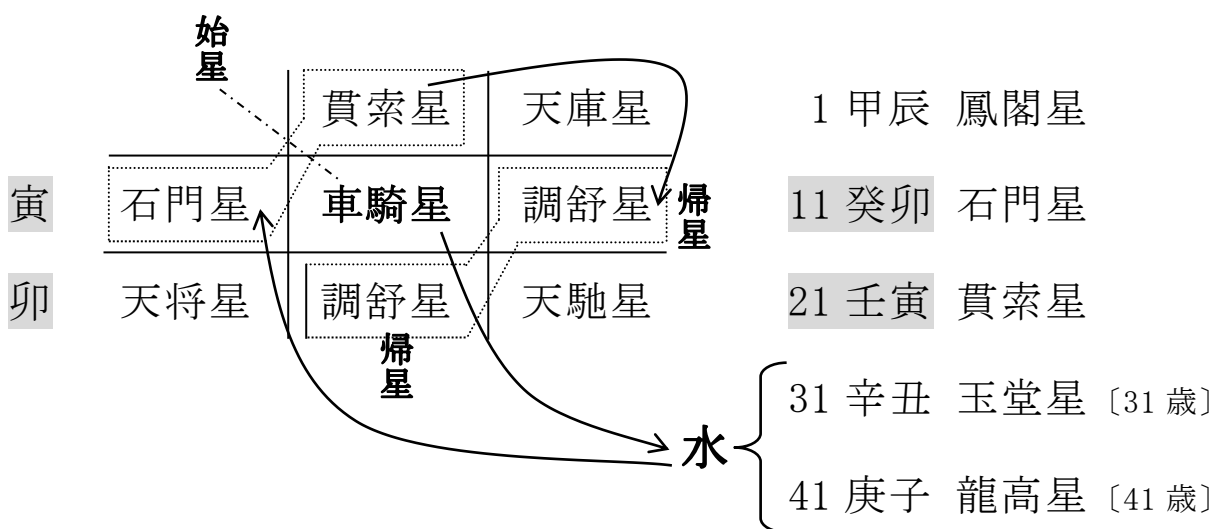 始星
貫索星 天庫星 1 甲辰 鳳閣星
寅 石門星 車騎星 調舒星 帰星 11 癸卯 石門星
卯 天将星 調舒星 天馳星 21 壬寅 貫索星
帰星
31 辛丑 玉堂星 〔31 歳〕
水
41 庚子 龍高星 〔41 歳〕